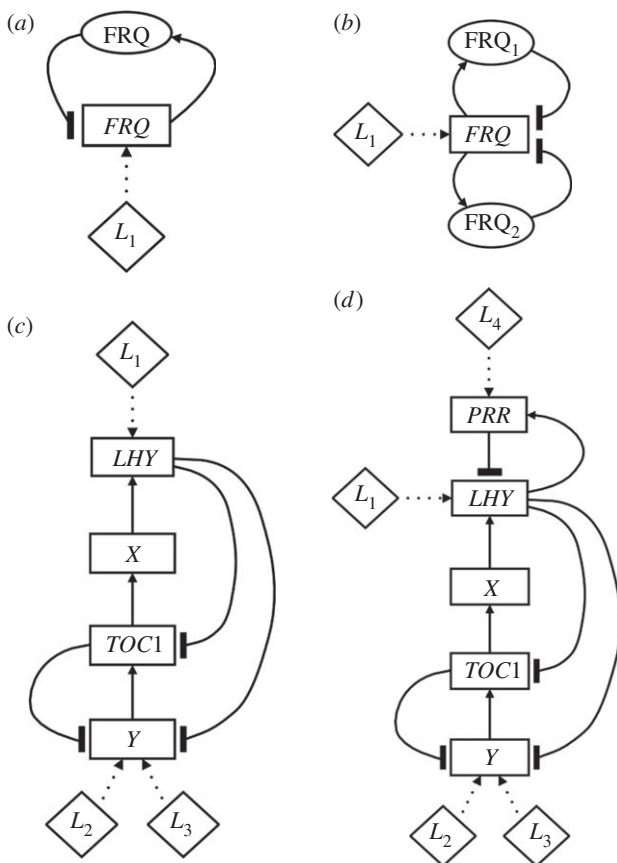 (a)
FRQ
FRQ
L1
(b)
FRQ1
L1
FRQ
FRQ2
(c)
L1
LHY
X
TOC1
Y
L2 L3
(d)
L4
PRR
L1
LHY
X
TOC1
Y
L2 L3